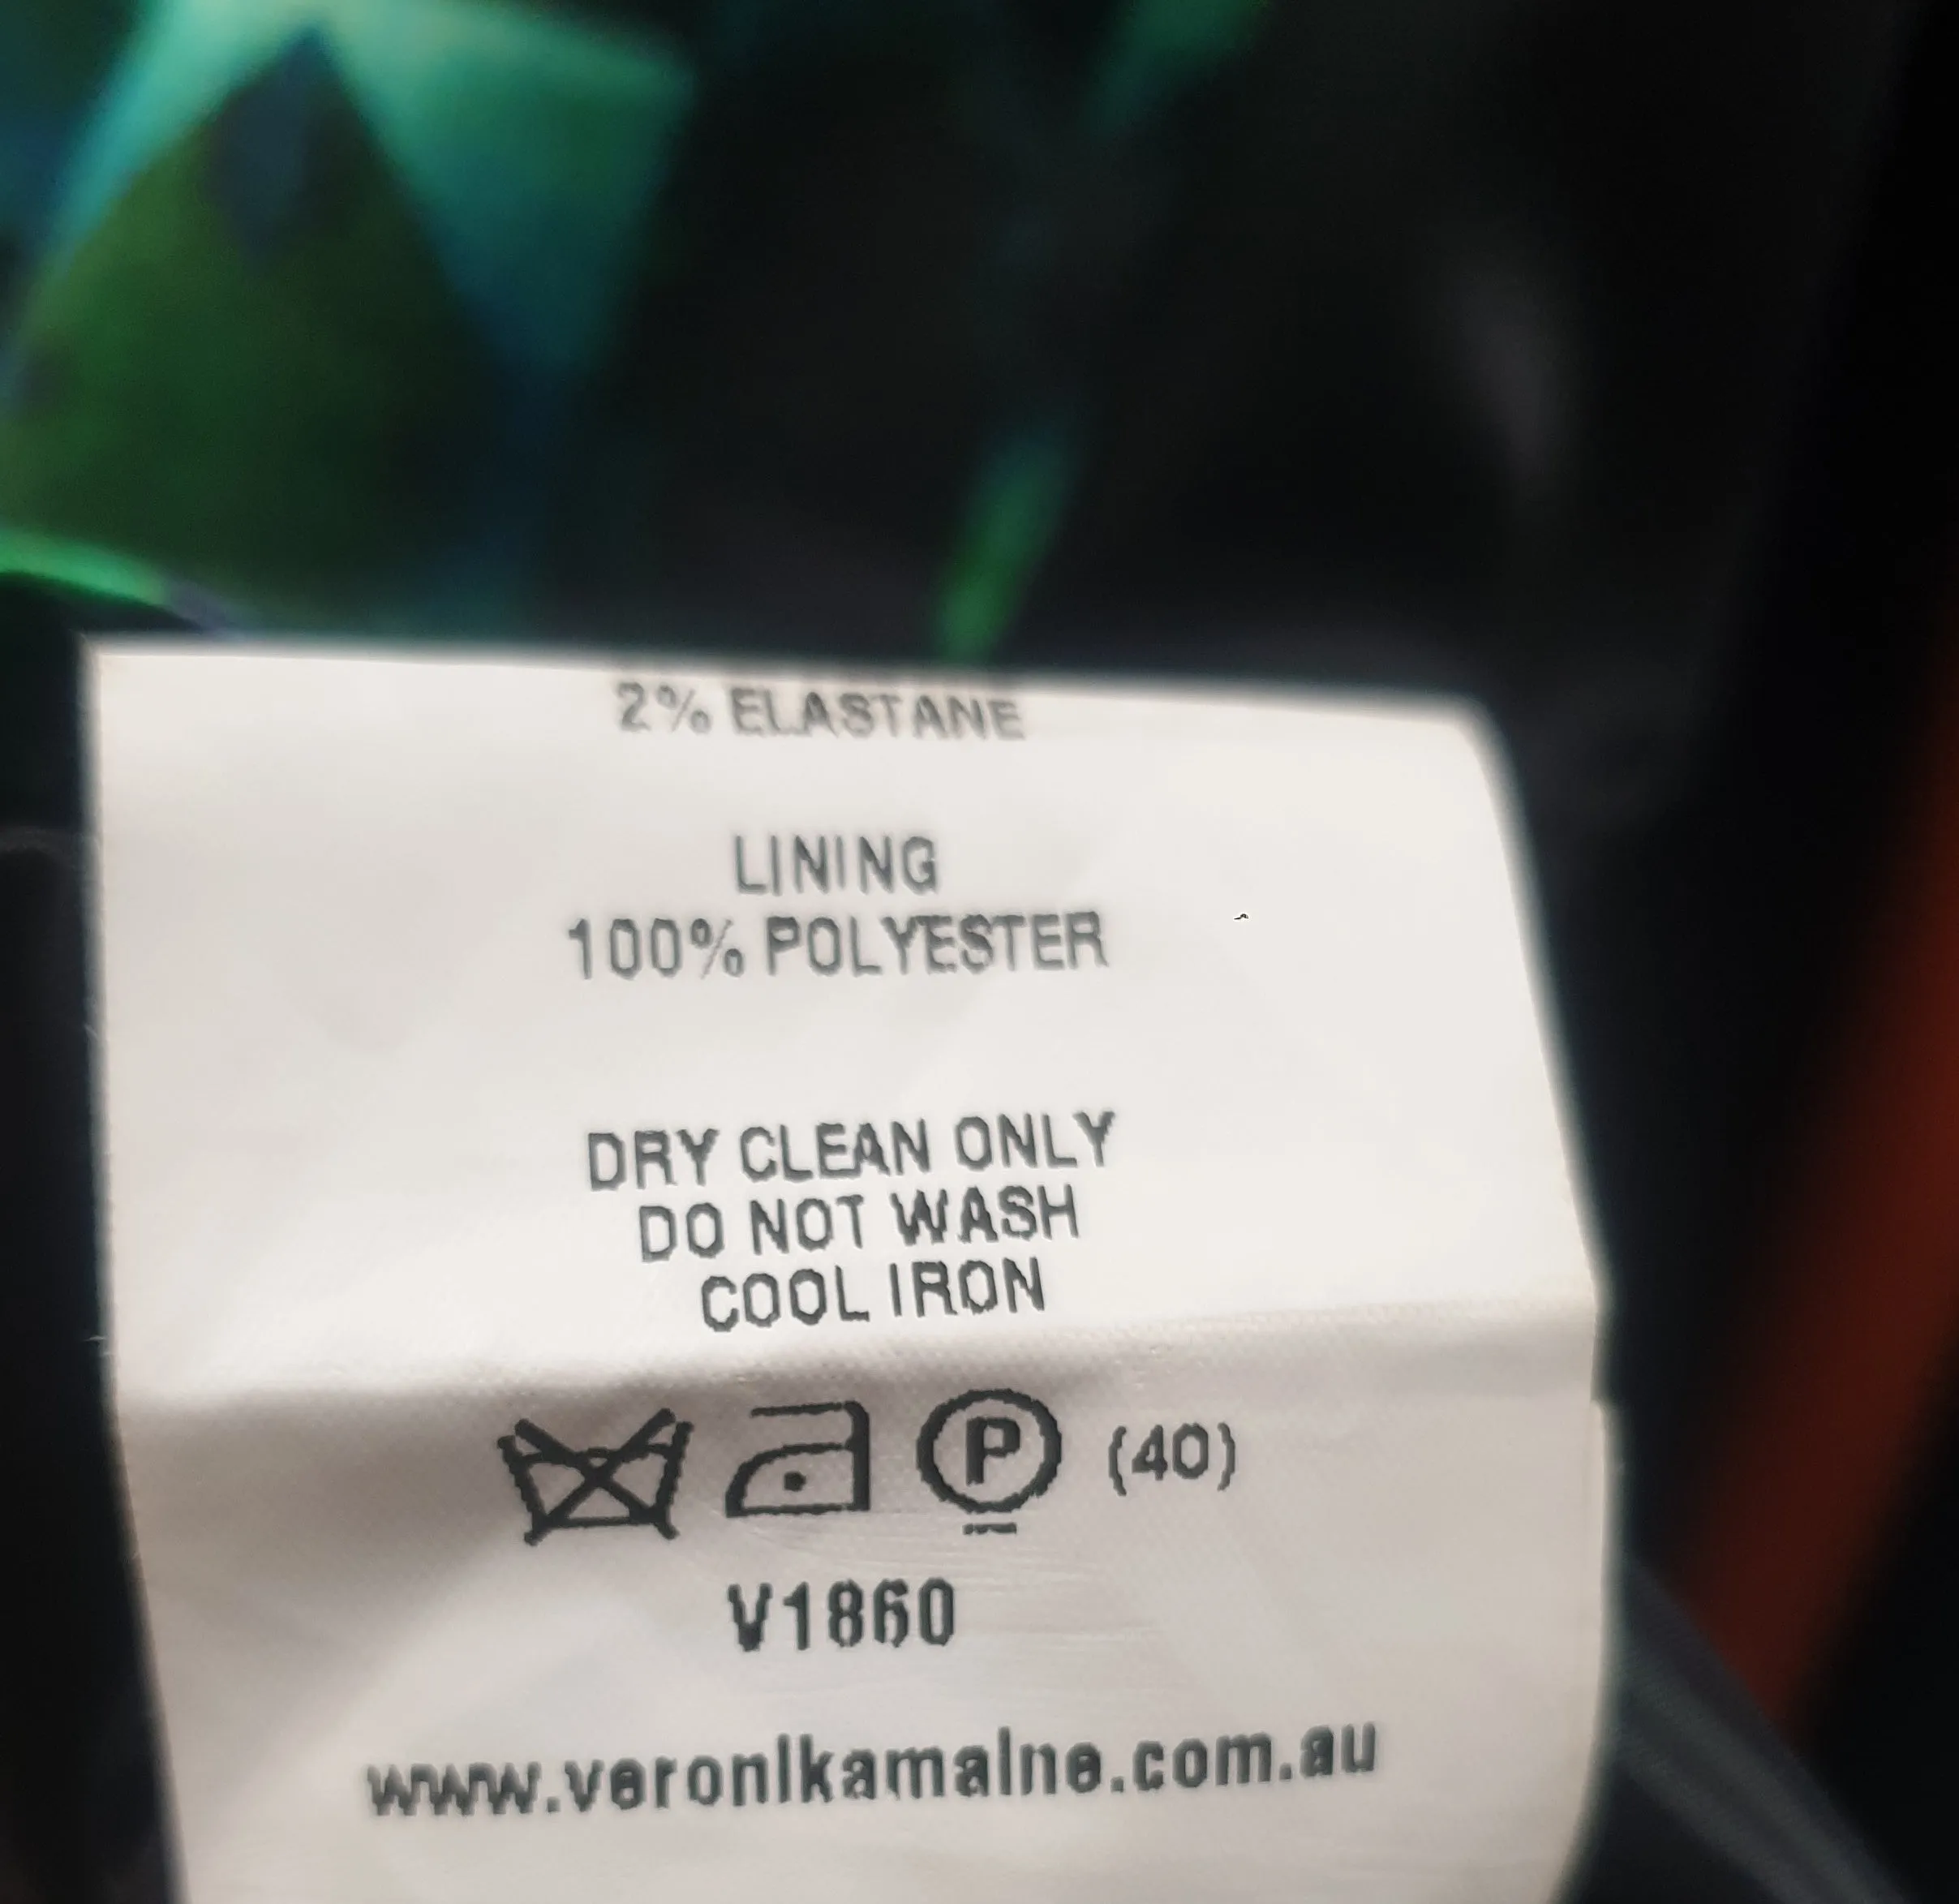 2% ELASTANE
LINING
100% POLYESTER
DRY CLEAN ONLY
DO NOT WASH
COOL IRON
P (40)
V1860
www.veronikamaine.com.au